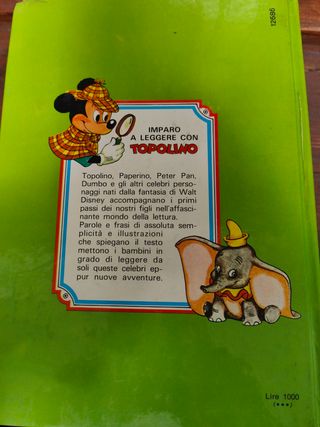 12686
IMPARO
A LEGGERE CON
TOPOLINO
Topolino, Paperino, Peter Pan,
Dumbo e gli altri celebri perso-
naggi nati dalla fantasia di Walt
Disney accompagnano i primi
passi dei nostri figli nell'affasci-
nante mondo della lettura.
Parole e frasi di assoluta sem-
plicità e illustrazioni
che spiegano il testo
mettono i bambini in
grado di leggere da
soli queste celebri ep-
pur nuove avventure.
Lire 1000
(***)